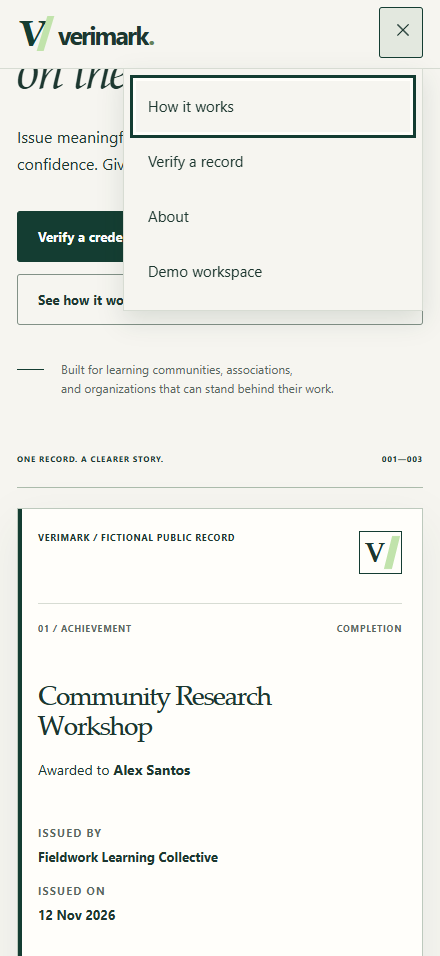 verimark.
on the
How it works
Issue meaningf
Verify a record
confidence. Giv
About
Verify a crede
Demo workspace
See how it wo
Built for learning communities, associations,
and organizations that can stand behind their work.
ONE RECORD. A CLEARER STORY.
001—003
VERIMARK / FICTIONAL PUBLIC RECORD
V
01 / ACHIEVEMENT
COMPLETION
Community Research
Workshop
Awarded to Alex Santos
ISSUED BY
Fieldwork Learning Collective
ISSUED ON
12 Nov 2026